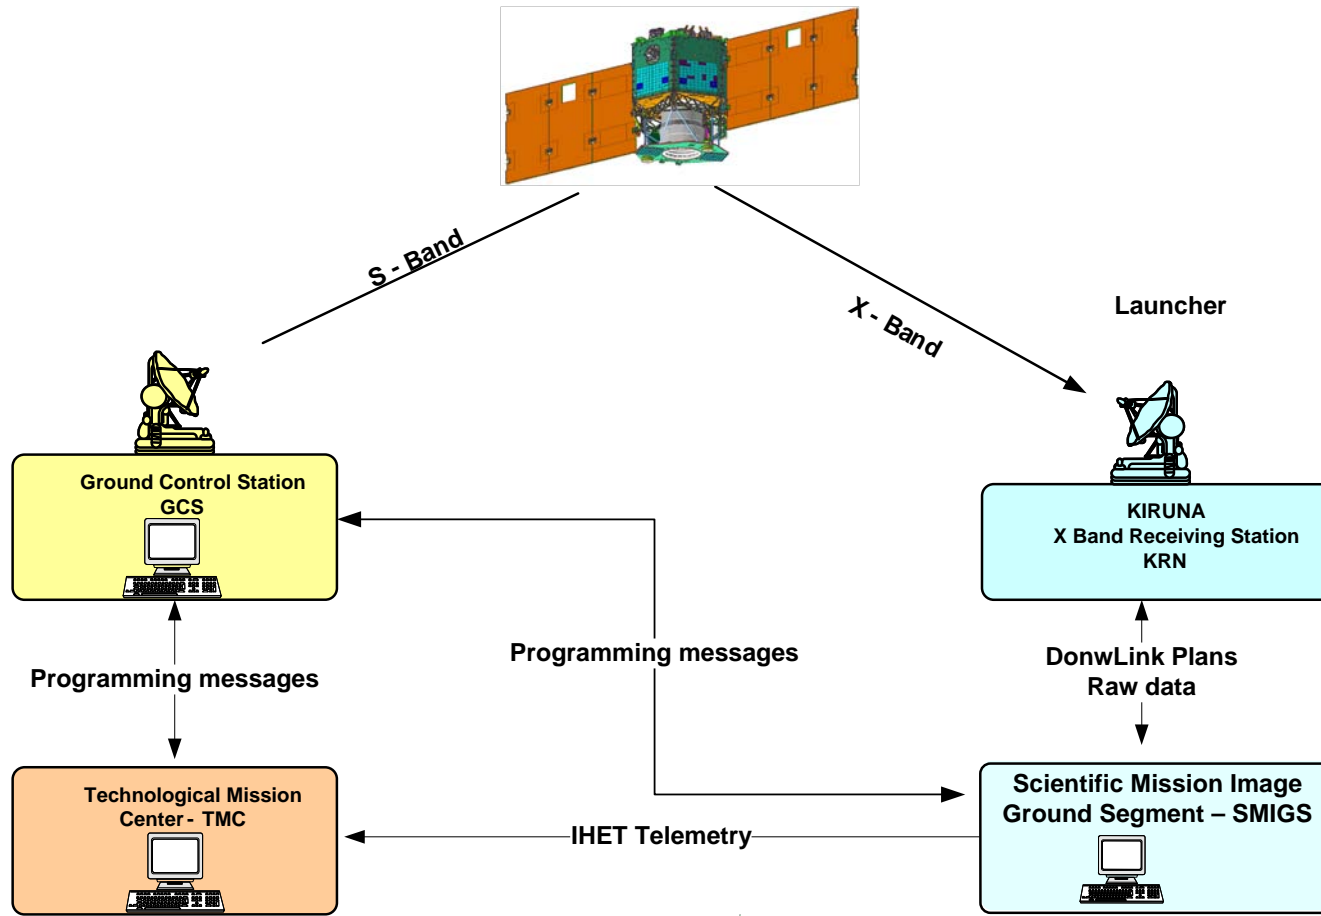 S - Band
X - Band
Launcher
Ground Control Station
GCS
KIRUNA
X Band Receiving Station
KRN
Programming messages
Programming messages
DonwLink Plans
Raw data
Technological Mission
Center - TMC
IHET Telemetry
Scientific Mission Image
Ground Segment – SMIGS